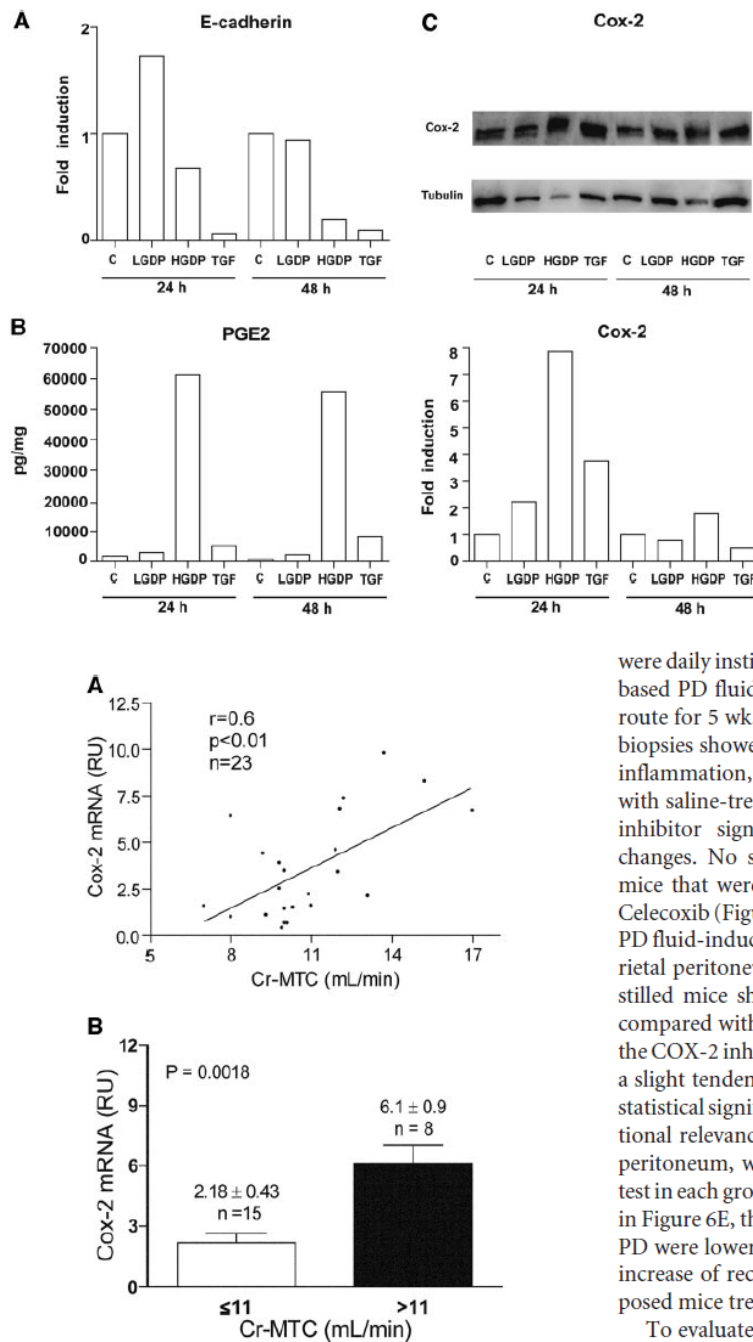 A
E-cadherin
2
1
0
Fold induction
C LGDP HGDP TGF C LGDP HGDP TGF
24 h 48 h
C
Cox-2
Cox-2
Tubulin
C LGDP HGDP TGF C LGDP HGDP TGF
24 h 48 h
B
PGE2
70000
60000
50000
40000
30000
20000
10000
0
pg/mg
C LGDP HGDP TGF C LGDP HGDP TGF
24 h 48 h
Cox-2
8
7
6
5
4
3
2
1
0
Fold induction
C LGDP HGDP TGF C LGDP HGDP TGF
24 h 48 h
A
12.5
10.0
7.5
5.0
2.5
0.0
Cox-2 mRNA (RU)
r=0.6
p<0.01
n=23
5 8 11 14 17
Cr-MTC (mL/min)
B
12
9
6
3
0
Cox-2 mRNA (RU)
P = 0.0018
2.18 ± 0.43
n =15
6.1 ± 0.9
n = 8
≤11 >11
Cr-MTC (mL/min)
were daily insti
based PD fluid
route for 5 wk
biopsies showe
inflammation,
with saline-tre
inhibitor sign
changes. No s
mice that were
Celecoxib (Figu
PD fluid-induc
rietal peritone
stilled mice sh
compared with
the COX-2 inh
a slight tenden
statistical signi
tional relevanc
peritoneum, w
test in each gro
in Figure 6E, th
PD were lower
increase of rec
posed mice tre
To evaluate